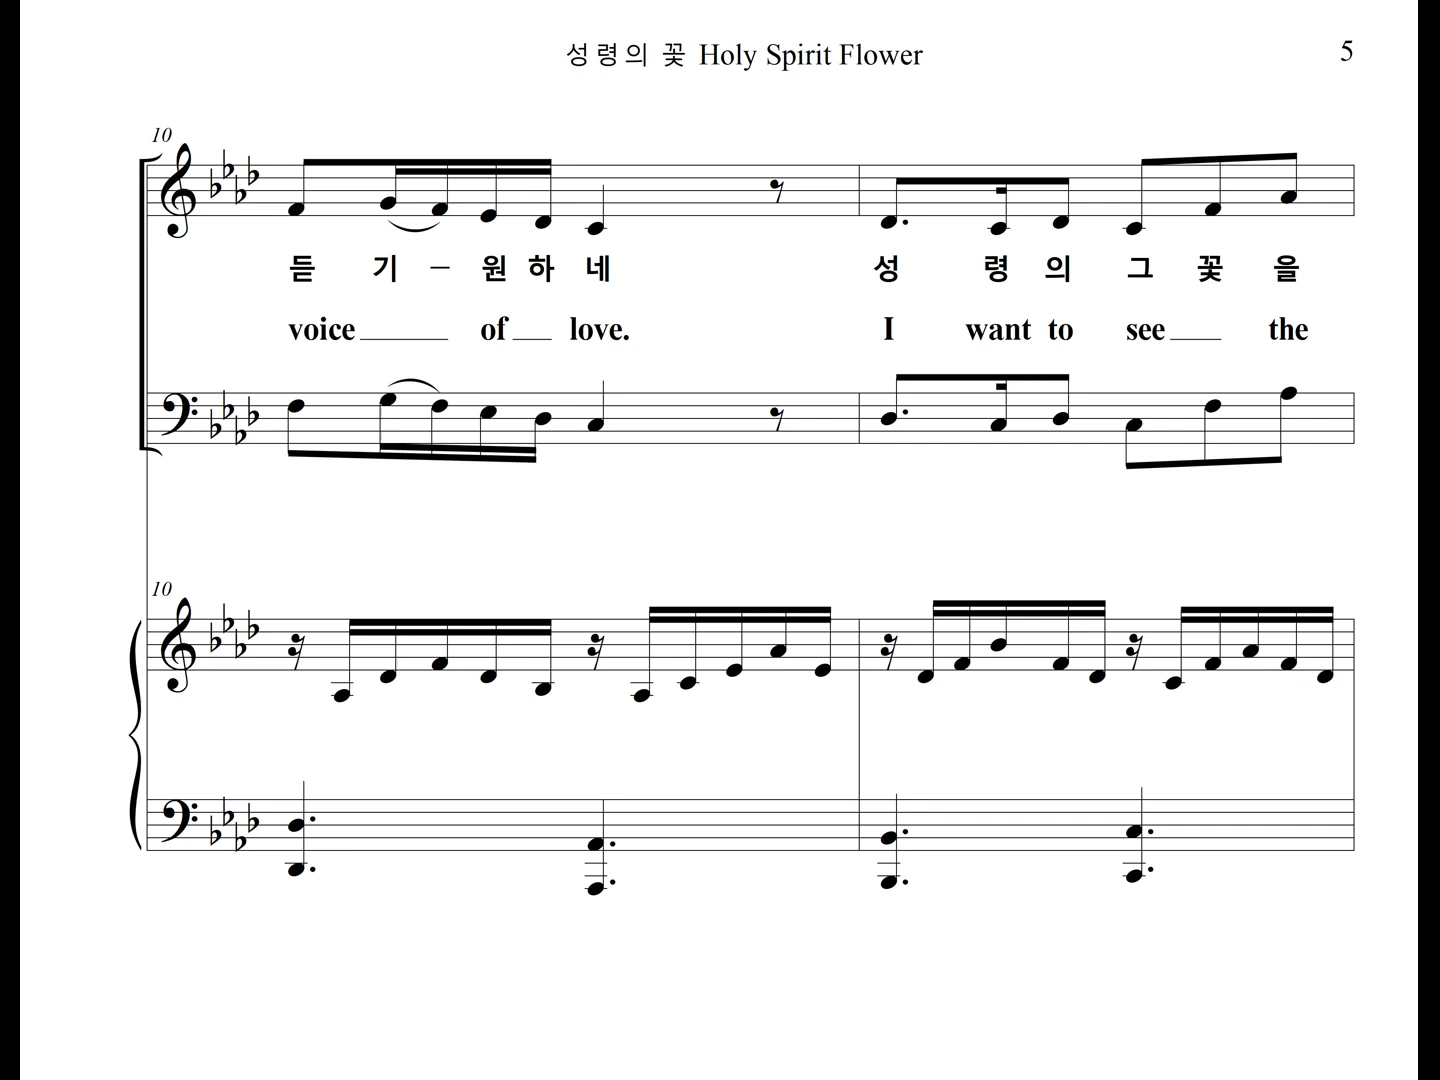 성령의 꽃 Holy Spirit Flower
5
10
듣 기 – 원 하 네 성 령 의 그 꽃 을
voice of love. I want to see the
10